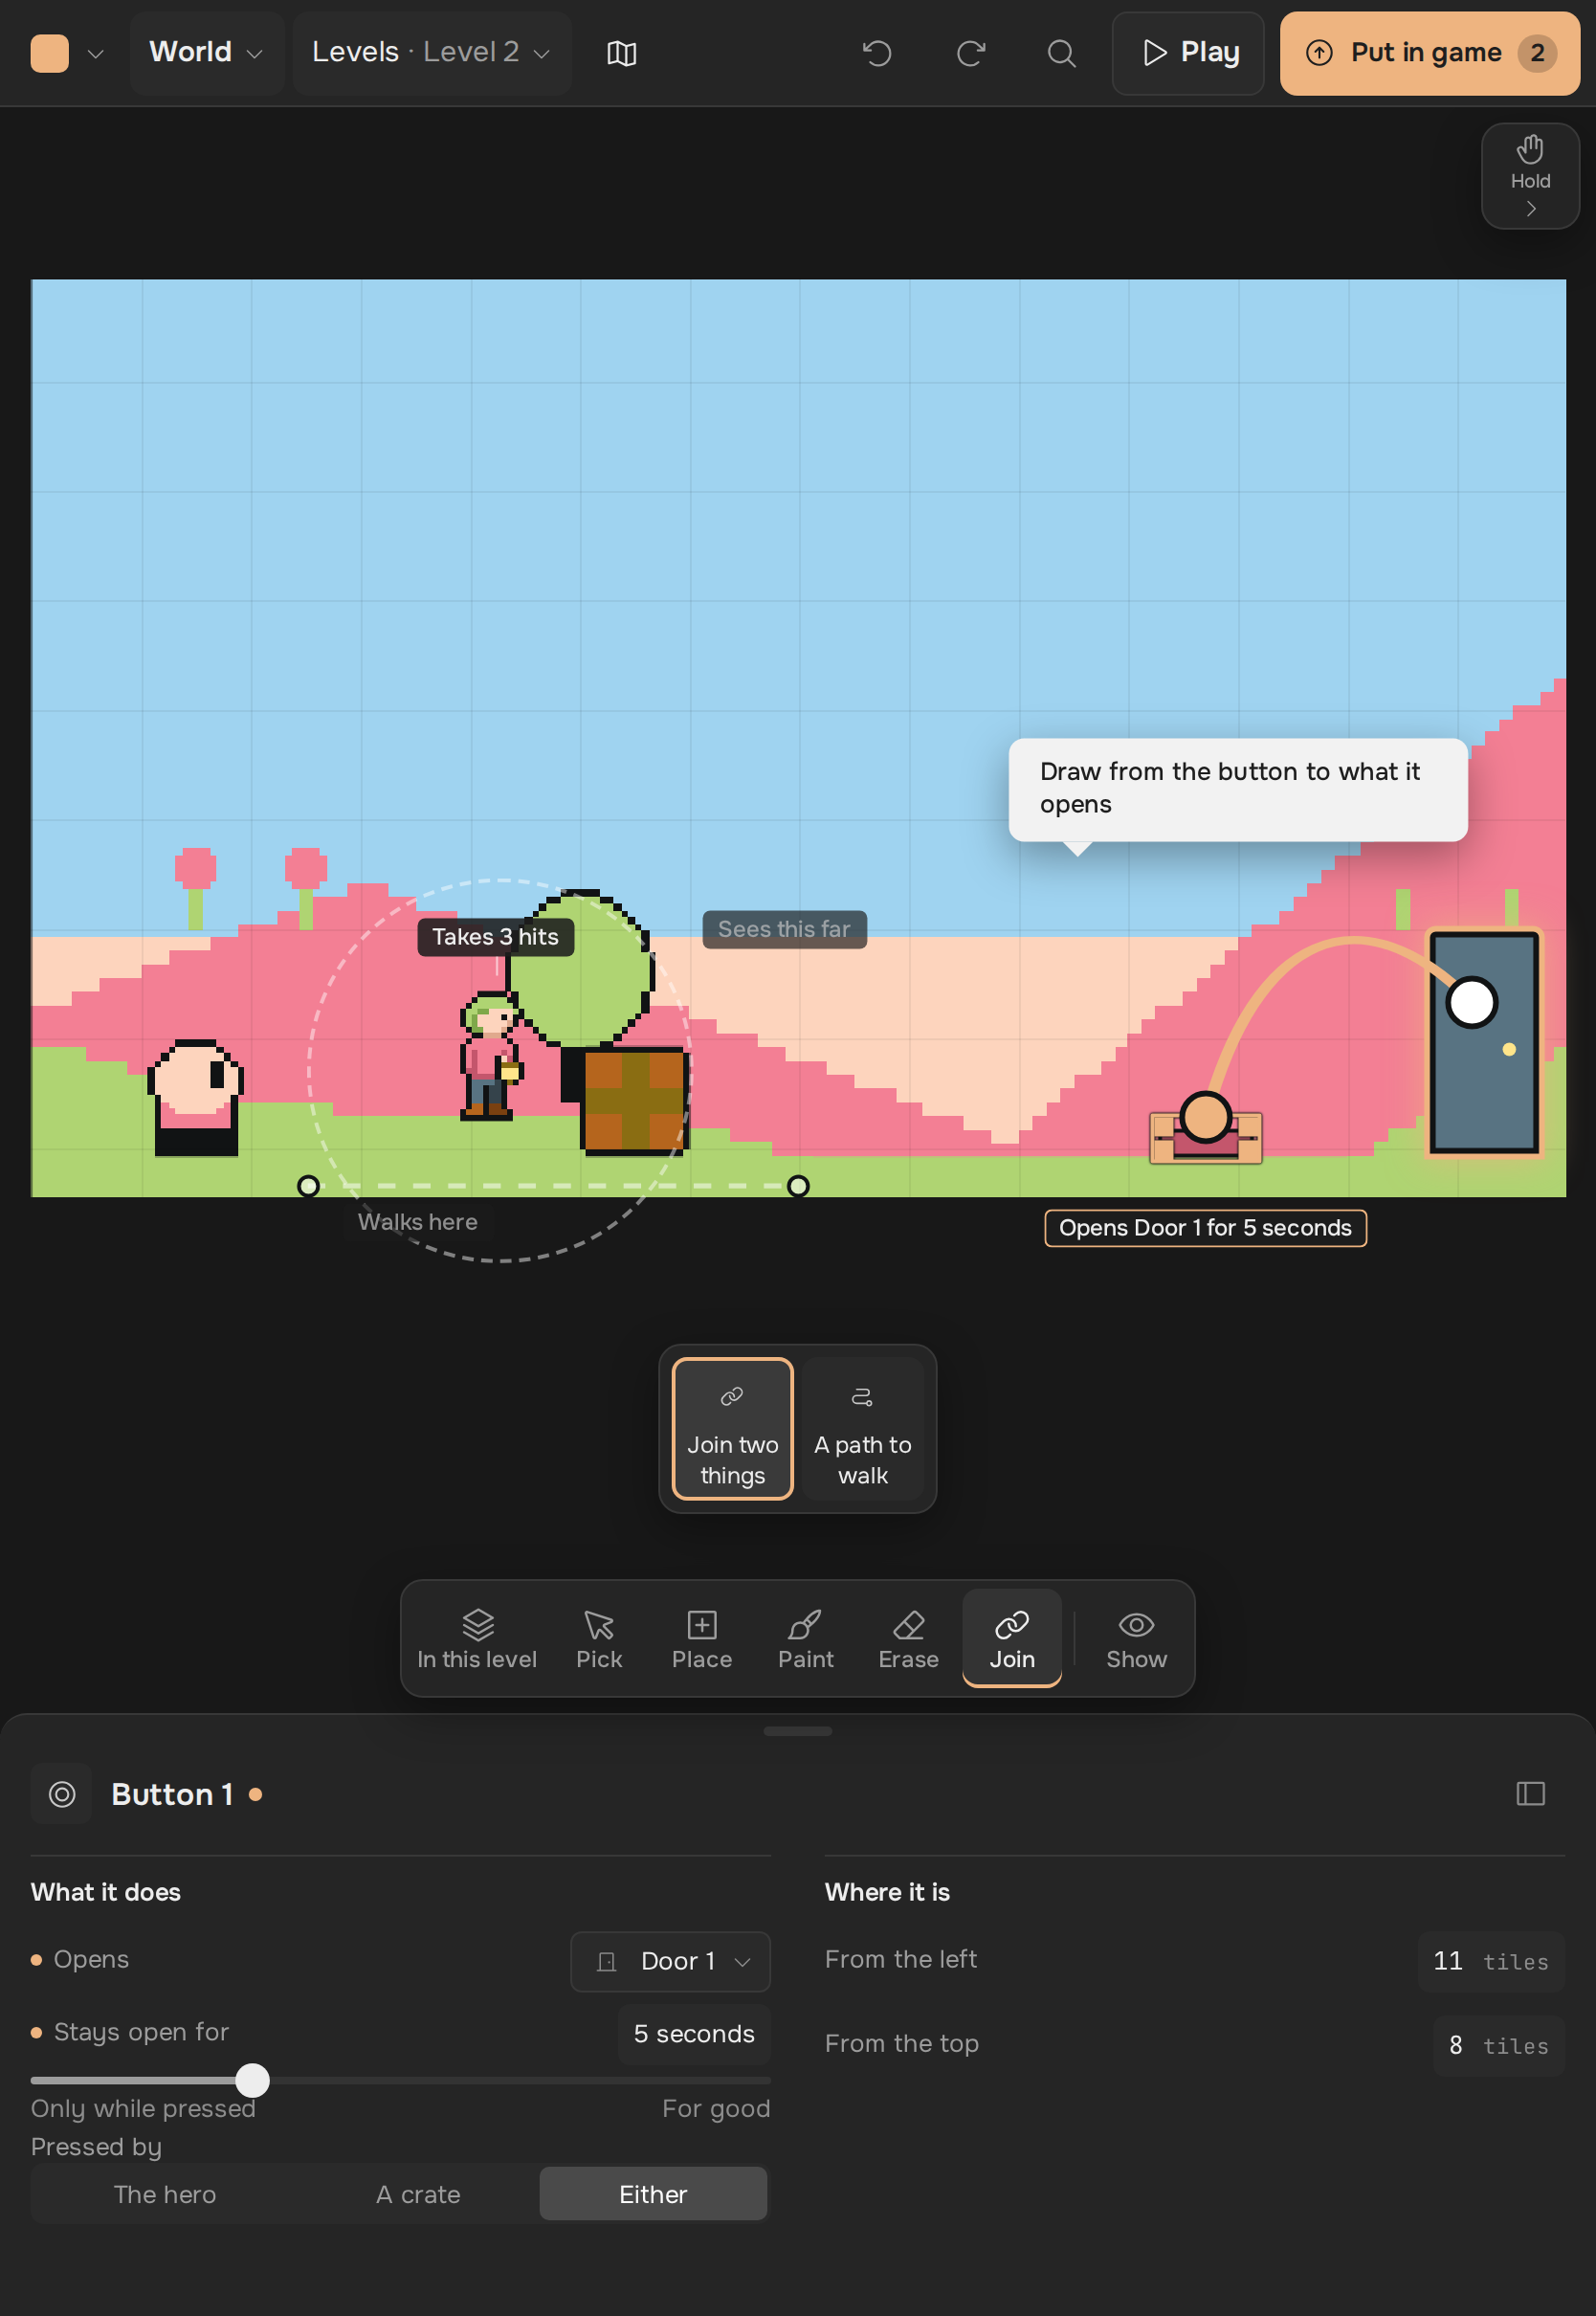 World
Levels · Level 2
Play
Put in game 2
Hold
Draw from the button to what it
opens
Takes 3 hits
Sees this far
Walks here
Opens Door 1 for 5 seconds
Join two
things
A path to
walk
In this level
Pick
Place
Paint
Erase
Join
Show
Button 1
What it does
Opens
Door 1
Stays open for
5 seconds
Only while pressed
For good
Pressed by
The hero
A crate
Either
Where it is
From the left
11 tiles
From the top
8 tiles